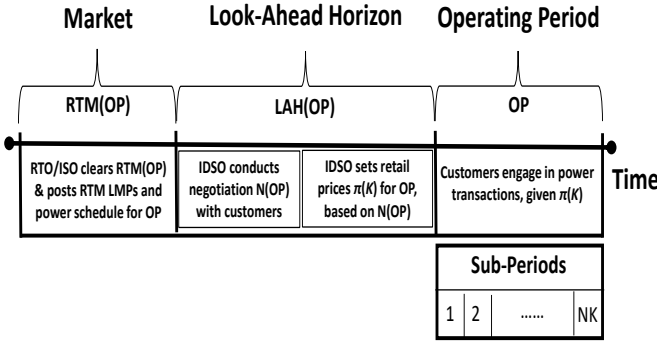 Market
Look-Ahead Horizon
Operating Period
RTM(OP)
LAH(OP)
OP
RTO/ISO clears RTM(OP)
& posts RTM LMPs and
power schedule for OP
IDSO conducts
negotiation N(OP)
with customers
IDSO sets retail
prices π(K) for OP,
based on N(OP)
Customers engage in power
transactions, given π(K)
Time
Sub-Periods
1 2 ...... NK